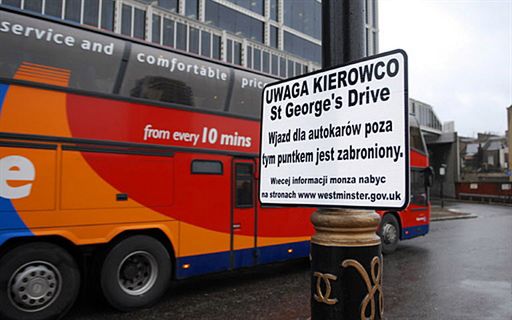 service and comfortable price
from every 10 mins
e
UWAGA KIEROWCO
St George's Drive
Wjazd dla autokarów poza
tym punktem jest zabroniony.
Więcej informacji monza nabyc
na stronach www.westminster.gov.uk